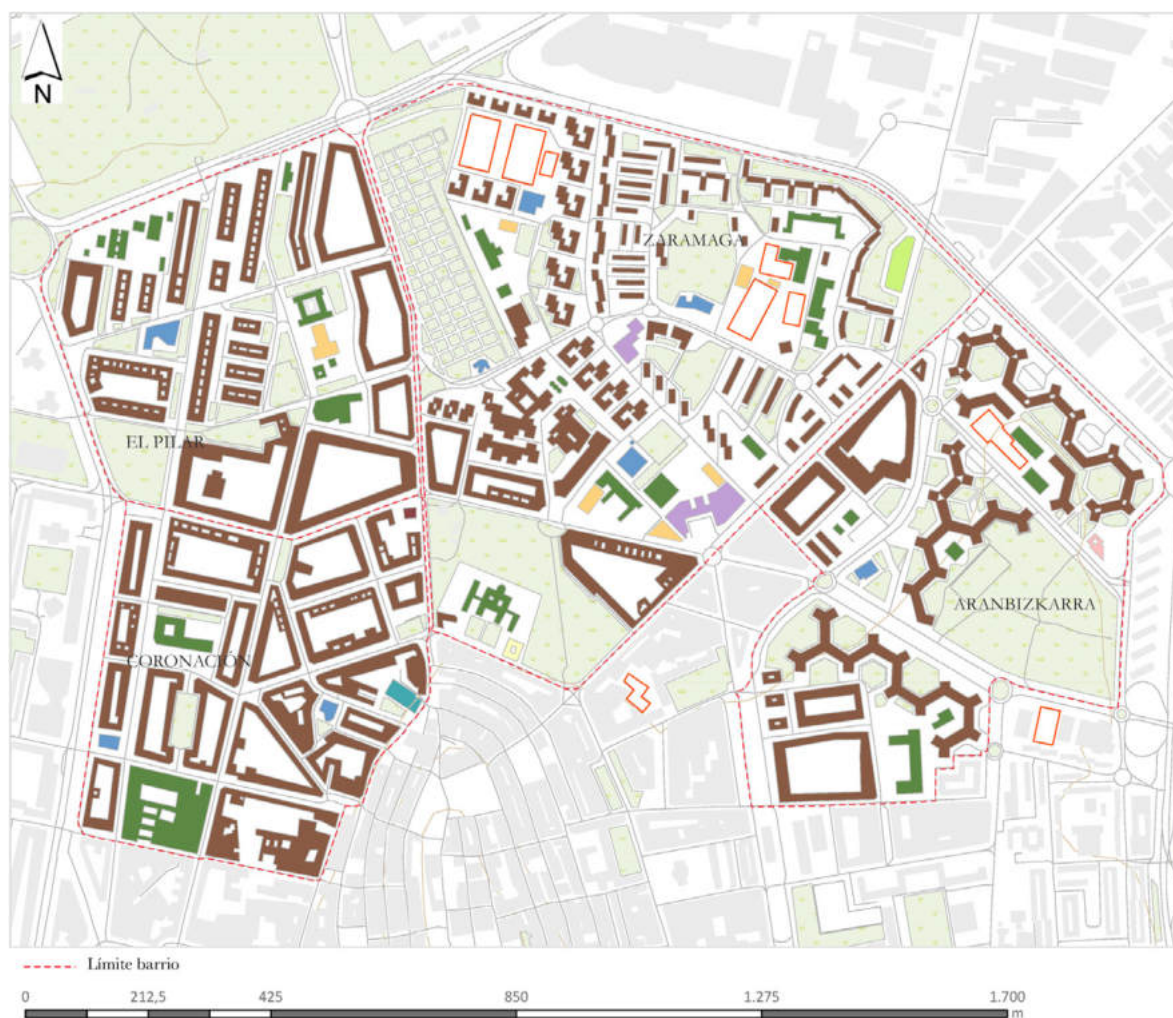 N
ZARAMAGA
EL PILAR
ARANBIZKARRA
CORONACIÓN
Límite barrio
0 212,5 425 850 1.275 1.700
m